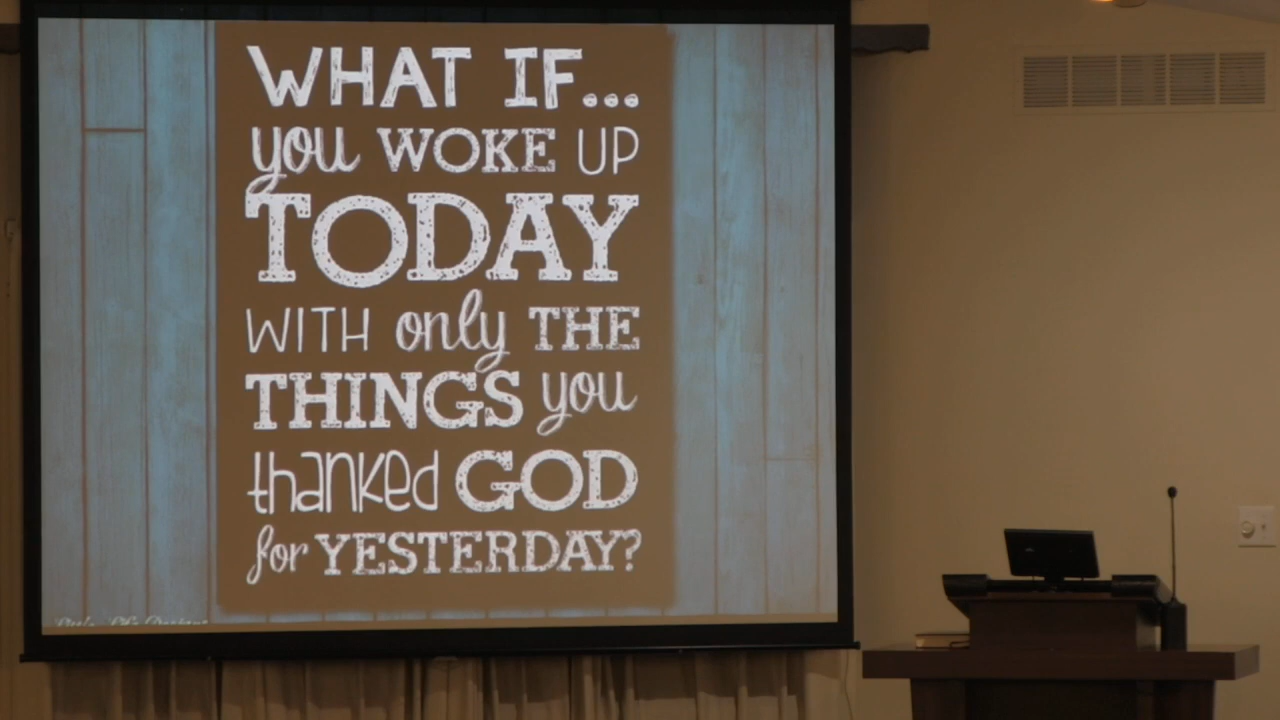 WHAT IF...
you WOKE UP
TODAY
WITH only THE
THINGS you
thanked GOD
for YESTERDAY?